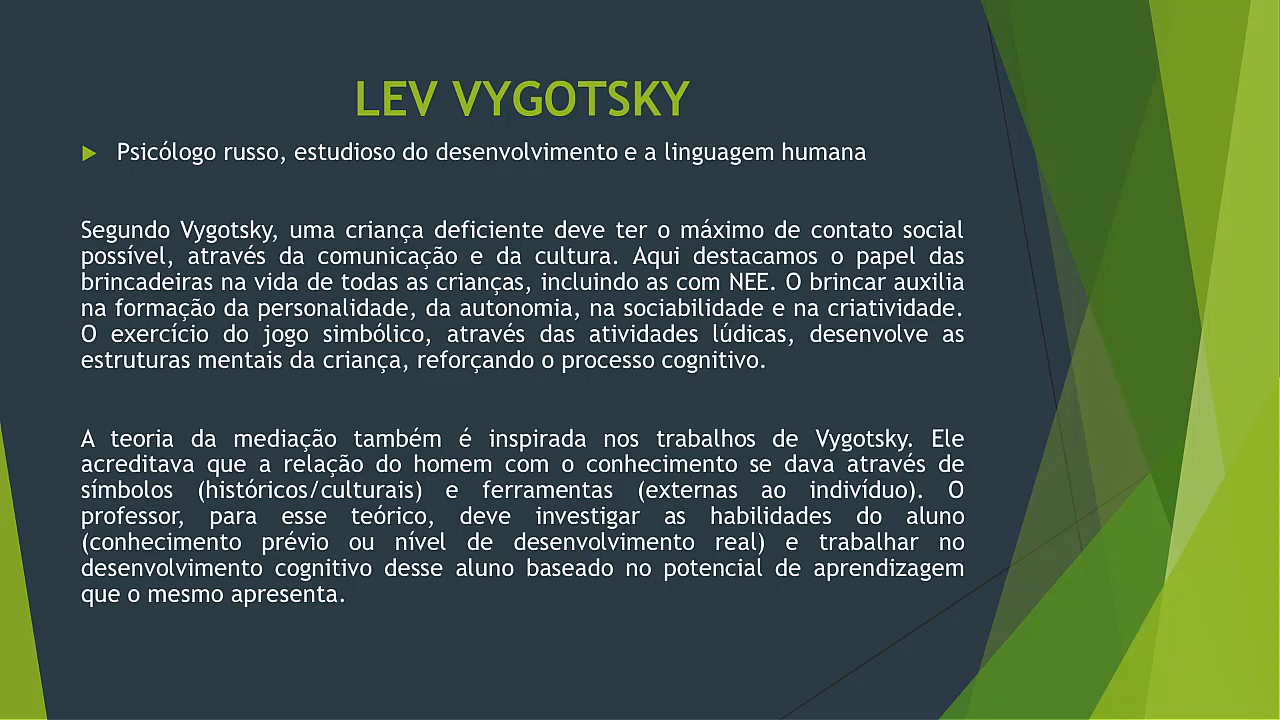 LEV VYGOTSKY
Psicólogo russo, estudioso do desenvolvimento e a linguagem humana
Segundo Vygotsky, uma criança deficiente deve ter o máximo de contato social
possível, através da comunicação e da cultura. Aqui destacamos o papel das
brincadeiras na vida de todas as crianças, incluindo as com NEE. O brincar auxilia
na formação da personalidade, da autonomia, na sociabilidade e na criatividade.
O exercício do jogo simbólico, através das atividades lúdicas, desenvolve as
estruturas mentais da criança, reforçando o processo cognitivo.
A teoria da mediação também é inspirada nos trabalhos de Vygotsky. Ele
acreditava que a relação do homem com o conhecimento se dava através de
símbolos (históricos/culturais) e ferramentas (externas ao indivíduo). O
professor, para esse teórico, deve investigar as habilidades do aluno
(conhecimento prévio ou nível de desenvolvimento real) e trabalhar no
desenvolvimento cognitivo desse aluno baseado no potencial de aprendizagem
que o mesmo apresenta.